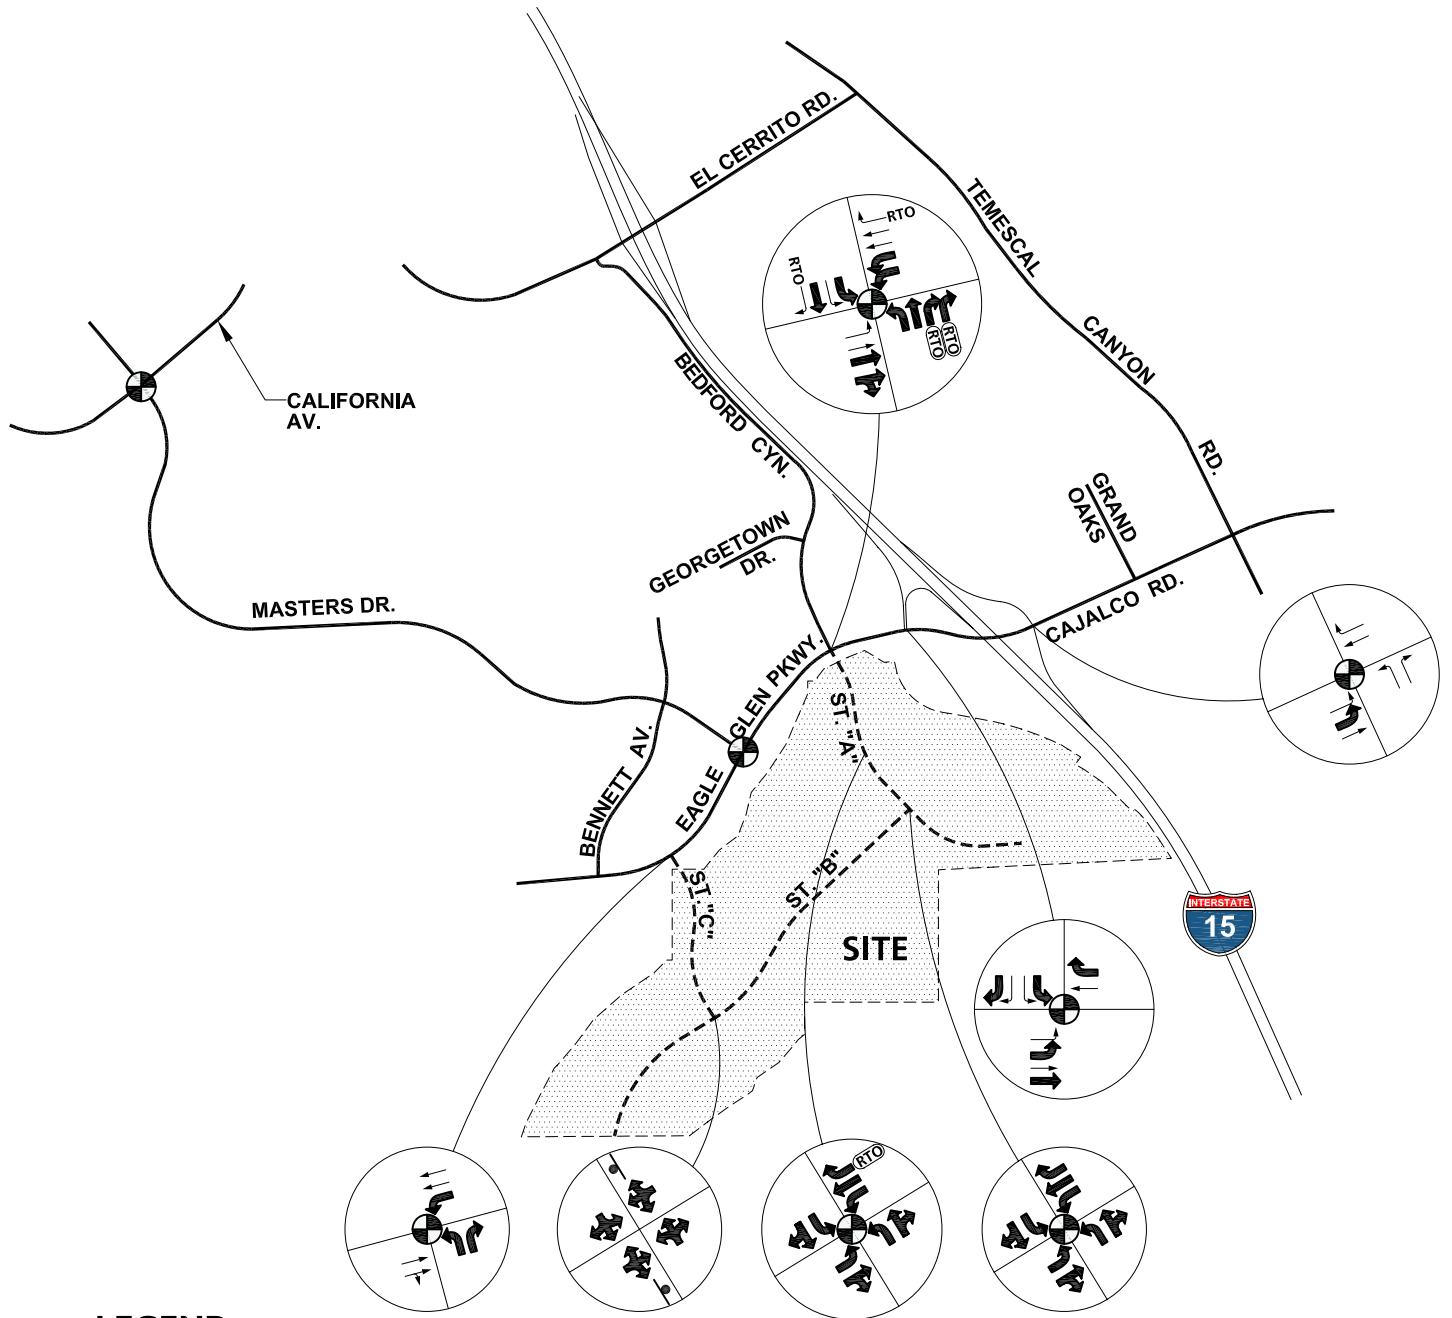 EL CERRITO RD.
TEMESCAL
CANYON
RD.
RTO
RTO
RTO
RTO
CALIFORNIA
AV.
BEDFORD CYN.
GRAND
OAKS
GEORGETOWN
DR.
MASTERS DR.
CAJALCO RD.
GLEN PKWY.
EAGLE
BENNETT AV.
ST. "A"
ST. "B"
ST. "C"
SITE
INTERSTATE
15
RTO